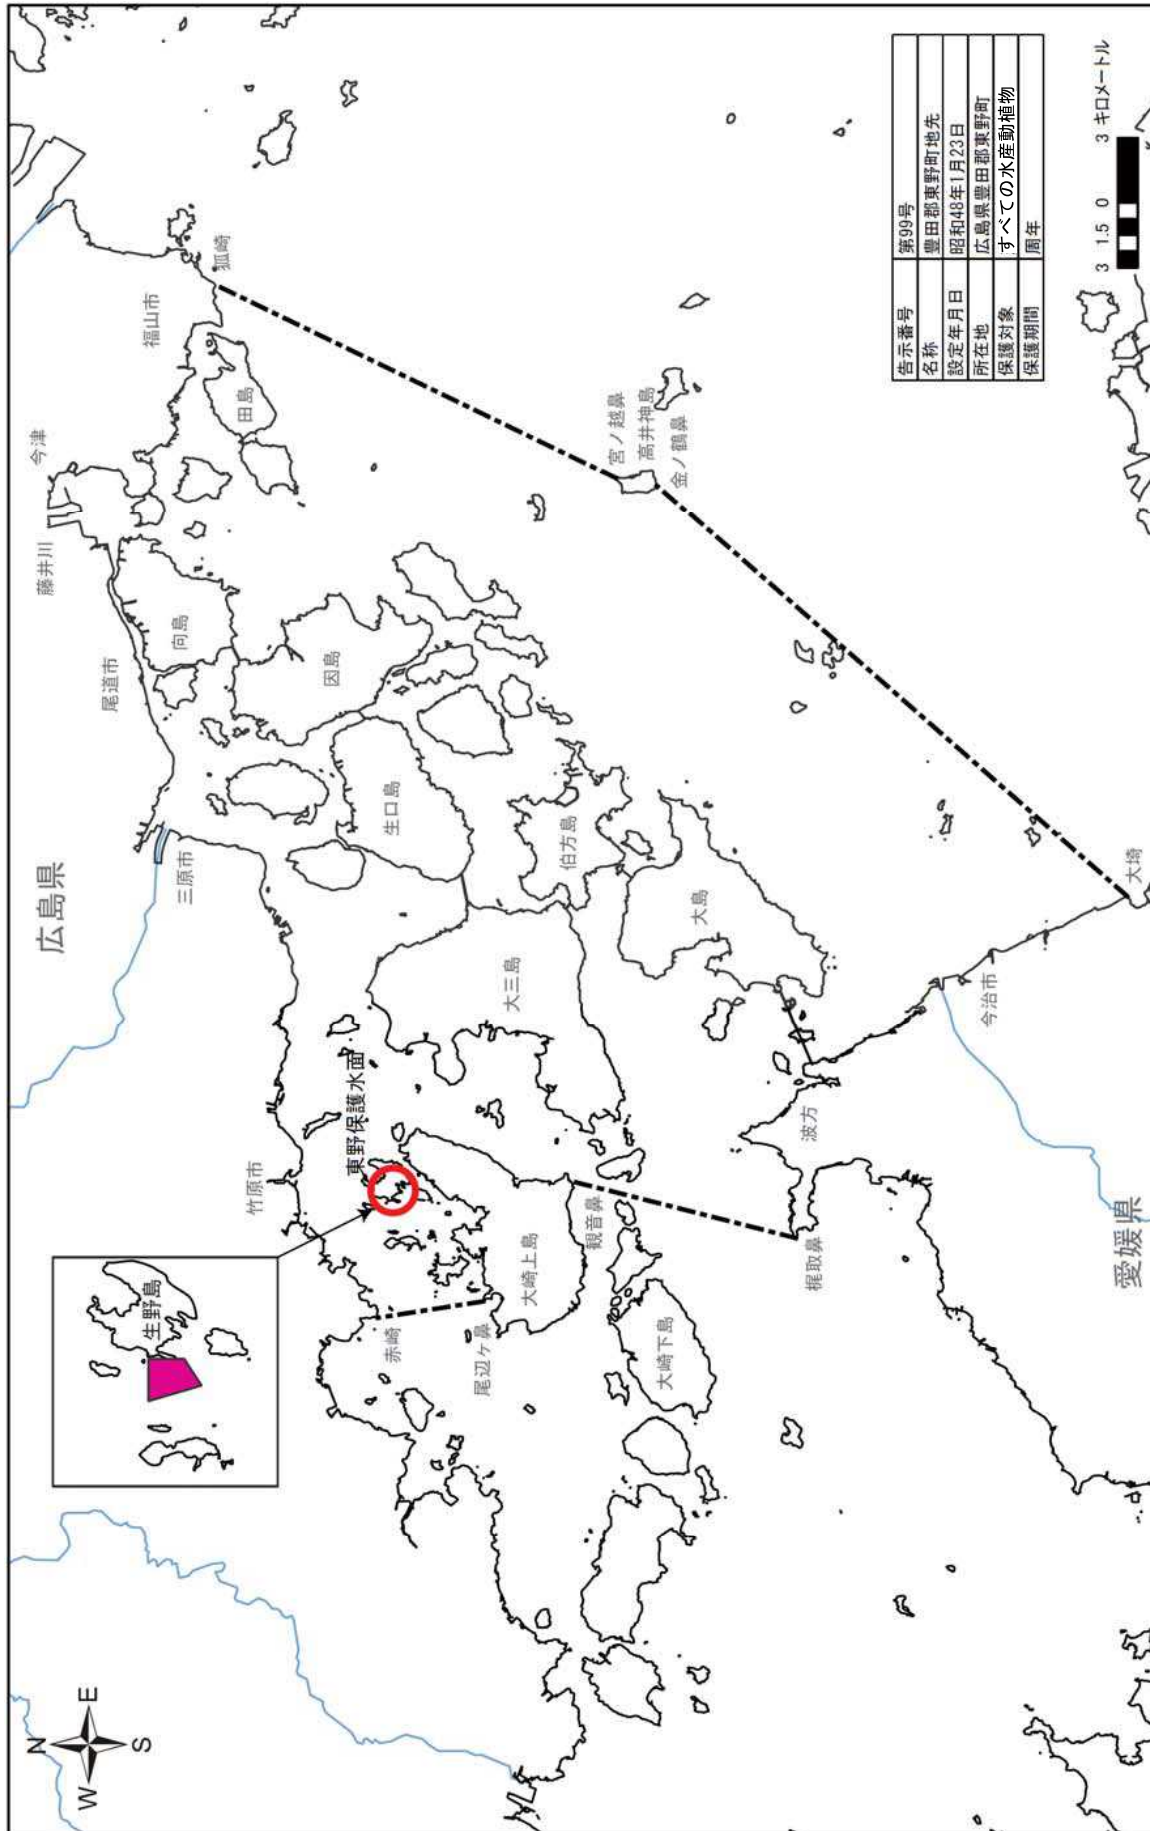 広島県
藤井川
今津
福山市
狐崎
尾道市
向島
田島
三原市
因島
竹原市
生口島
東野保護水面
生野島
赤崎
尾辺ヶ鼻
大崎上島
観音鼻
大三島
伯方島
大島
宮ノ越鼻
高井神島
金ノ鶴鼻
大崎下島
梶取鼻
波方
今治市
大埼
愛媛県
N
W E
S
告示番号 第99号
名称 豊田郡東野町地先
設定年月日 昭和48年1月23日
所在地 広島県豊田郡東野町
保護対象 すべての水産動植物
保護期間 周年
3 1.5 0 3 キロメートル